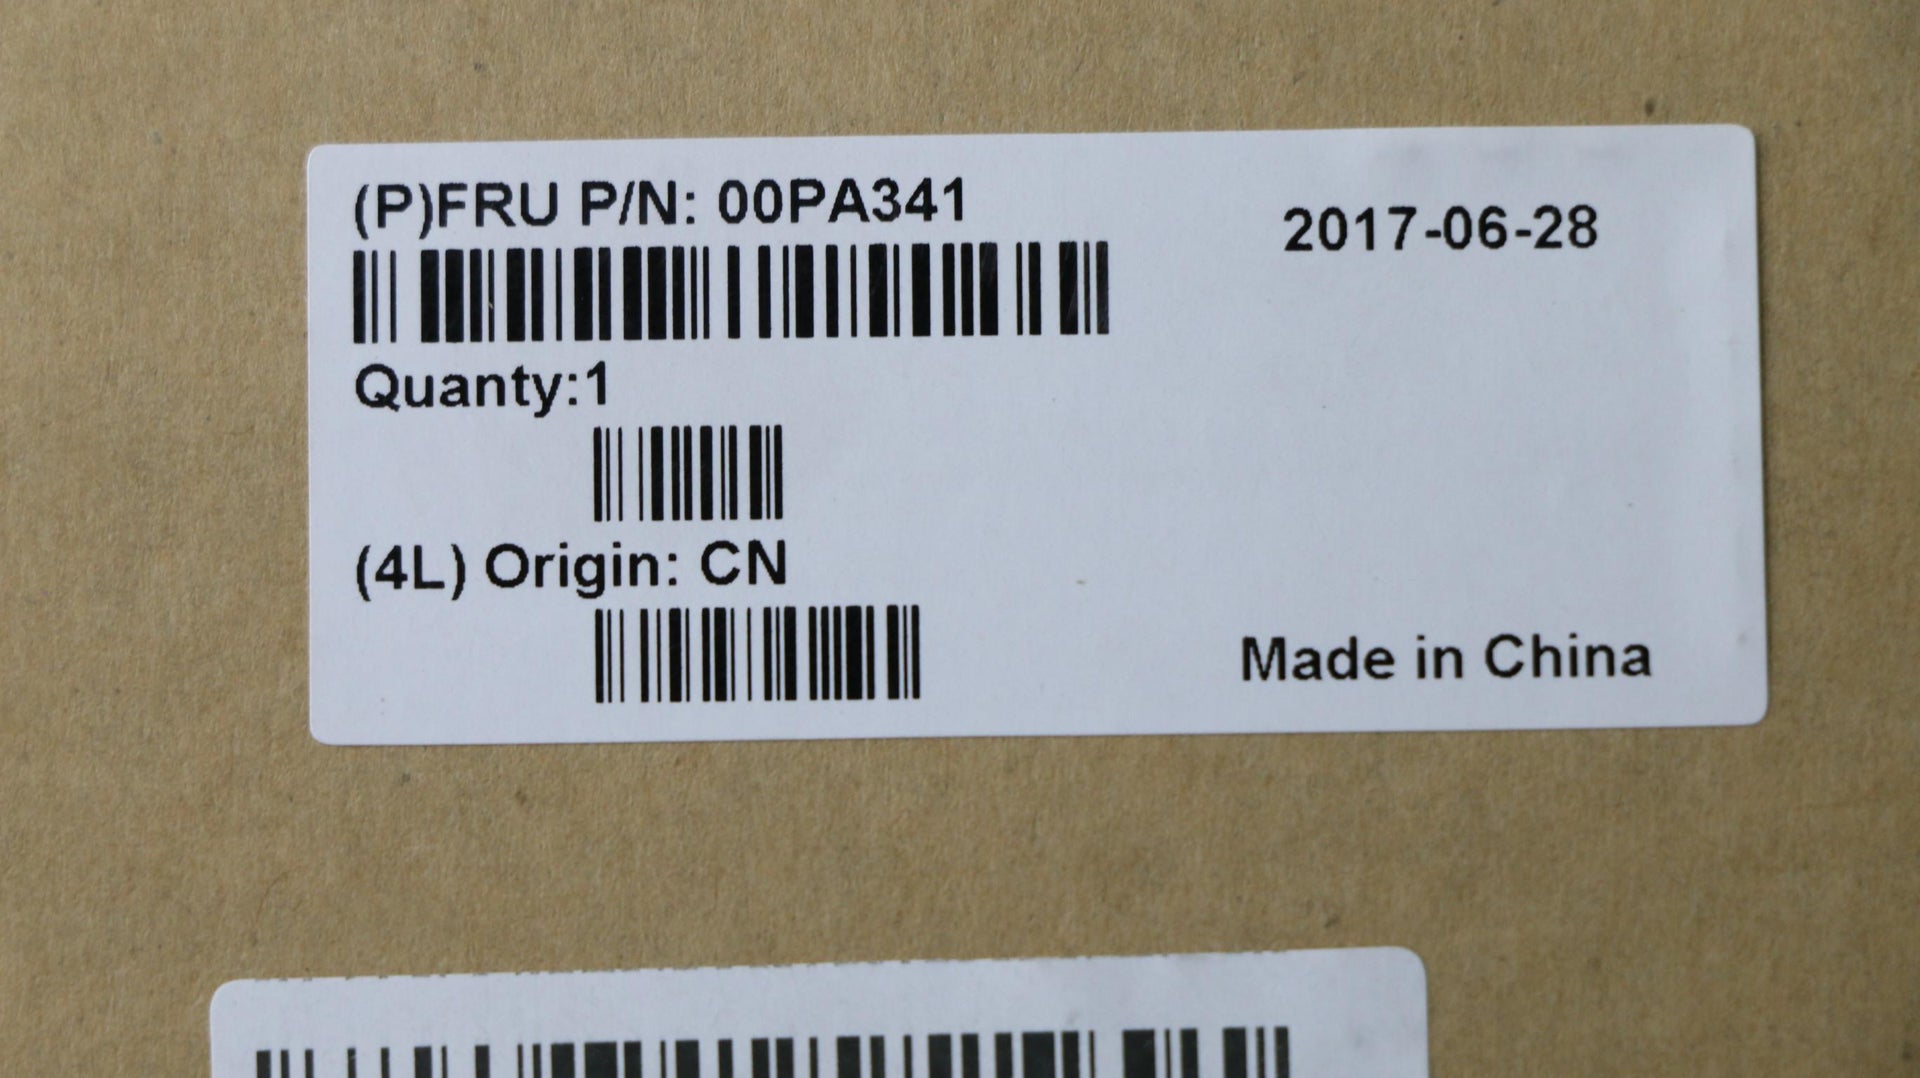 (P)FRU P/N: 00PA341
2017-06-28
Quanty:1
(4L) Origin: CN
Made in China